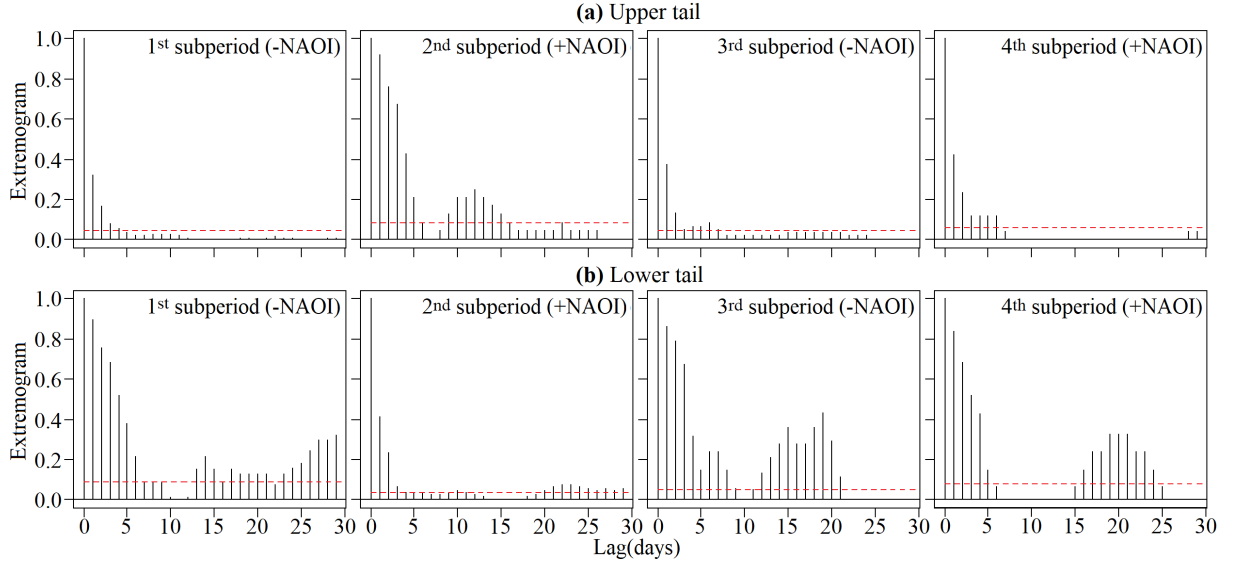 (a) Upper tail
1st subperiod (-NAOI) 2nd subperiod (+NAOI) 3rd subperiod (-NAOI) 4th subperiod (+NAOI)
Extremogram
1.0
0.8
0.6
0.4
0.2
0.0
(b) Lower tail
1st subperiod (-NAOI) 2nd subperiod (+NAOI) 3rd subperiod (-NAOI) 4th subperiod (+NAOI)
Extremogram
1.0
0.8
0.6
0.4
0.2
0.0
0 5 10 15 20 25 30 0 5 10 15 20 25 30 0 5 10 15 20 25 30 0 5 10 15 20 25 30
Lag(days)